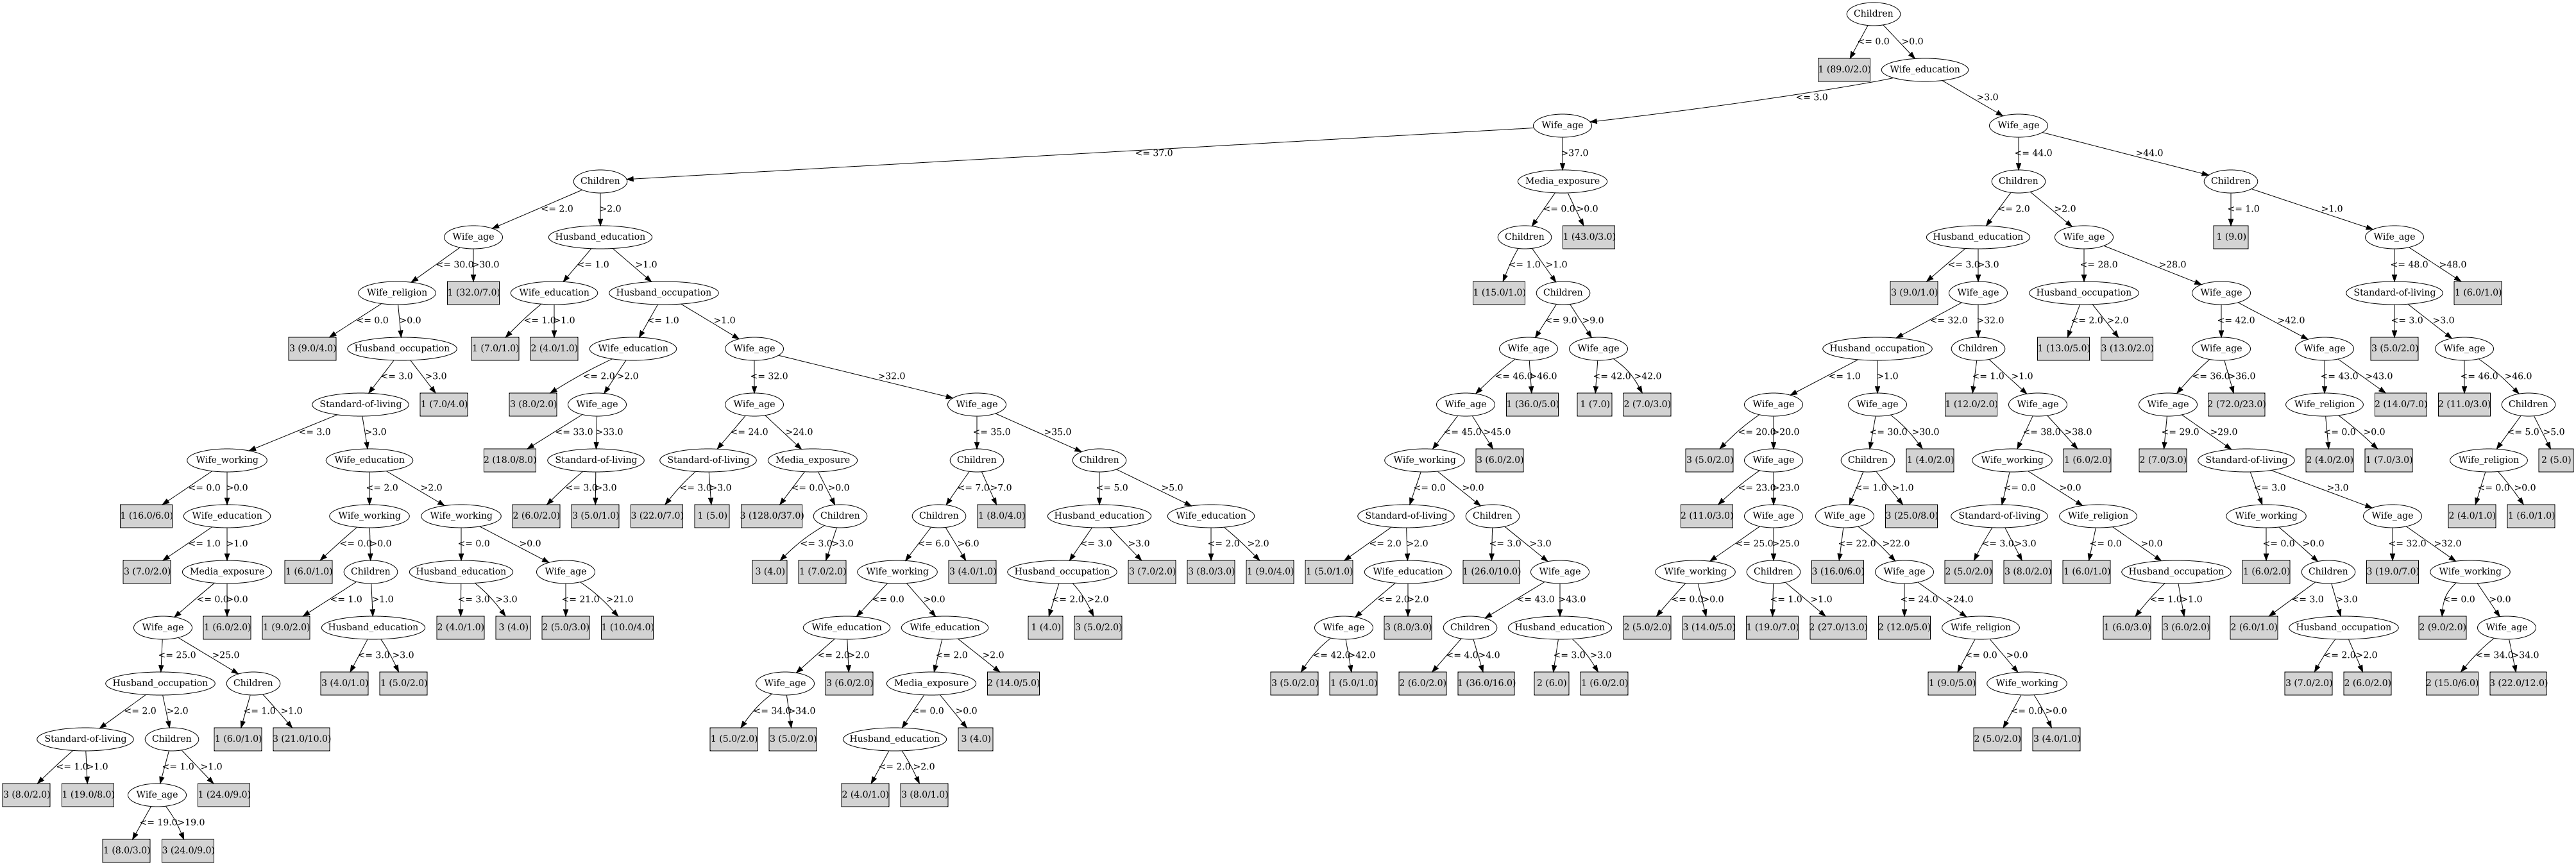 Children
<= 0.0 >0.0
1 (89.0/2.0) Wife_education
<= 3.0 >3.0
Wife_age Wife_age
<= 37.0 >37.0 <= 44.0 >44.0
Children Media_exposure Children Children
<= 2.0 >2.0 <= 0.0 >0.0 <= 2.0 >2.0 <= 1.0 >1.0
Wife_age Husband_education Children 1 (43.0/3.0) Husband_education Wife_age 1 (9.0) Wife_age
<= 30.0 >30.0 <= 1.0 >1.0 <= 1.0 >1.0 <= 3.0 >3.0 <= 28.0 >28.0 <= 48.0 >48.0
Wife_religion 1 (32.0/7.0) Wife_education Husband_occupation 1 (15.0/1.0) Children 3 (9.0/1.0) Wife_age Husband_occupation Wife_age Standard-of-living 1 (6.0/1.0)
<= 0.0 >0.0 <= 1.0 >1.0 <= 1.0 >1.0 <= 9.0 >9.0 <= 32.0 >32.0 <= 2.0 >2.0 <= 42.0 >42.0 <= 3.0 >3.0
3 (9.0/4.0) Husband_occupation 1 (7.0/1.0) 2 (4.0/1.0) Wife_education Wife_age Wife_age Wife_age Husband_occupation Children 1 (13.0/5.0) 3 (13.0/2.0) Wife_age Wife_age 3 (5.0/2.0) Wife_age
<= 3.0 >3.0 <= 2.0 >2.0 <= 32.0 >32.0 <= 46.0 >46.0 <= 42.0 >42.0 <= 1.0 >1.0 <= 1.0 >1.0 <= 36.0 >36.0 <= 43.0 >43.0 <= 46.0 >46.0
Standard-of-living 1 (7.0/4.0) 3 (8.0/2.0) Wife_age Wife_age Wife_age Wife_age 1 (36.0/5.0) 1 (7.0) 2 (7.0/3.0) Wife_age Wife_age 1 (12.0/2.0) Wife_age Wife_age 2 (72.0/23.0) Wife_religion 2 (14.0/7.0) 2 (11.0/3.0) Children
<= 3.0 >3.0 <= 33.0 >33.0 <= 24.0 >24.0 <= 35.0 >35.0 <= 45.0 >45.0 <= 20.0 >20.0 <= 30.0 >30.0 <= 38.0 >38.0 <= 29.0 >29.0 <= 0.0 >0.0 <= 5.0 >5.0
Wife_working Wife_education 2 (18.0/8.0) Standard-of-living Standard-of-living Media_exposure Children Children Wife_working 3 (6.0/2.0) 3 (5.0/2.0) Wife_age Children 1 (4.0/2.0) Wife_working 1 (6.0/2.0) 2 (7.0/3.0) Standard-of-living 2 (4.0/2.0) 1 (7.0/3.0) Wife_religion 2 (5.0)
<= 0.0 >0.0 <= 2.0 >2.0 <= 3.0 >3.0 <= 3.0 >3.0 <= 0.0 >0.0 <= 7.0 >7.0 <= 5.0 >5.0 <= 0.0 >0.0 <= 23.0 >23.0 <= 1.0 >1.0 <= 0.0 >0.0 <= 3.0 >3.0 <= 0.0 >0.0
1 (16.0/6.0) Wife_education Wife_working Wife_working 2 (6.0/2.0) 3 (5.0/1.0) 3 (22.0/7.0) 1 (5.0) 3 (128.0/37.0) Children Children 1 (8.0/4.0) Husband_education Wife_education Standard-of-living Children 2 (11.0/3.0) Wife_age Wife_age 3 (25.0/8.0) Standard-of-living Wife_religion Wife_working Wife_age 2 (4.0/1.0) 1 (6.0/1.0)
<= 1.0 >1.0 <= 0.0 >0.0 <= 0.0 >0.0 <= 3.0 >3.0 <= 6.0 >6.0 <= 3.0 >3.0 <= 2.0 >2.0 <= 2.0 >2.0 <= 3.0 >3.0 <= 25.0 >25.0 <= 22.0 >22.0 <= 3.0 >3.0 <= 0.0 >0.0 <= 0.0 >0.0 <= 32.0 >32.0
3 (7.0/2.0) Media_exposure 1 (6.0/1.0) Children Husband_education Wife_age 3 (4.0) 1 (7.0/2.0) Wife_working 3 (4.0/1.0) Husband_occupation 3 (7.0/2.0) 3 (8.0/3.0) 1 (9.0/4.0) 1 (5.0/1.0) Wife_education 1 (26.0/10.0) Wife_age Wife_working Children 3 (16.0/6.0) Wife_age 2 (5.0/2.0) 3 (8.0/2.0) 1 (6.0/1.0) Husband_occupation 1 (6.0/2.0) Children 3 (19.0/7.0) Wife_working
<= 0.0 >0.0 <= 1.0 >1.0 <= 3.0 >3.0 <= 21.0 >21.0 <= 0.0 >0.0 <= 2.0 >2.0 <= 2.0 >2.0 <= 43.0 >43.0 <= 0.0 >0.0 <= 1.0 >1.0 <= 24.0 >24.0 <= 1.0 >1.0 <= 3.0 >3.0 <= 0.0 >0.0
Wife_age 1 (6.0/2.0) 1 (9.0/2.0) Husband_education 2 (4.0/1.0) 3 (4.0) 2 (5.0/3.0) 1 (10.0/4.0) Wife_education Wife_education 1 (4.0) 3 (5.0/2.0) Wife_age 3 (8.0/3.0) Children Husband_education 2 (5.0/2.0) 3 (14.0/5.0) 1 (19.0/7.0) 2 (27.0/13.0) 2 (12.0/5.0) Wife_religion 1 (6.0/3.0) 3 (6.0/2.0) 2 (6.0/1.0) Husband_occupation 2 (9.0/2.0) Wife_age
<= 25.0 >25.0 <= 3.0 >3.0 <= 2.0 >2.0 <= 2.0 >2.0 <= 42.0 >42.0 <= 4.0 >4.0 <= 3.0 >3.0 <= 0.0 >0.0 <= 2.0 >2.0 <= 34.0 >34.0
Husband_occupation Children 3 (4.0/1.0) 1 (5.0/2.0) Wife_age 3 (6.0/2.0) Media_exposure 2 (14.0/5.0) 3 (5.0/2.0) 1 (5.0/1.0) 2 (6.0/2.0) 1 (36.0/16.0) 2 (6.0) 1 (6.0/2.0) 1 (9.0/5.0) Wife_working 3 (7.0/2.0) 2 (6.0/2.0) 2 (15.0/6.0) 3 (22.0/12.0)
<= 2.0 >2.0 <= 1.0 >1.0 <= 34.0 >34.0 <= 0.0 >0.0 <= 0.0 >0.0
Standard-of-living Children 1 (6.0/1.0) 3 (21.0/10.0) 1 (5.0/2.0) 3 (5.0/2.0) Husband_education 3 (4.0) 2 (5.0/2.0) 3 (4.0/1.0)
<= 1.0 >1.0 <= 1.0 >1.0 <= 2.0 >2.0
3 (8.0/2.0) 1 (19.0/8.0) Wife_age 1 (24.0/9.0) 2 (4.0/1.0) 3 (8.0/1.0)
<= 19.0 >19.0
1 (8.0/3.0) 3 (24.0/9.0)